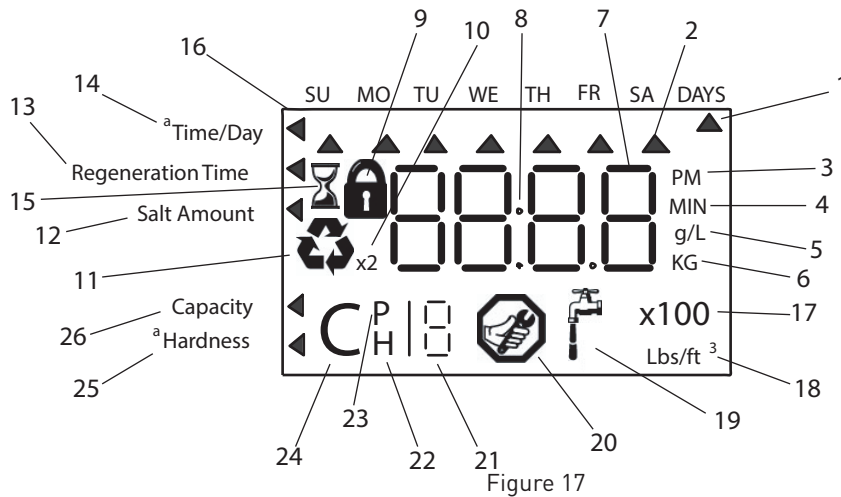 9 10 8 7 2
16
14 SU MO TU WE TH FR SA DAYS 1
13 ᵃTime/Day
Regeneration Time PM 3
15 MIN 4
Salt Amount g/L 5
12 x2 KG 6
11
Capacity P x100 17
26 C H
ᵃHardness Lbs/ft ³ 18
25 19
23 20
24 22 21
Figure 17